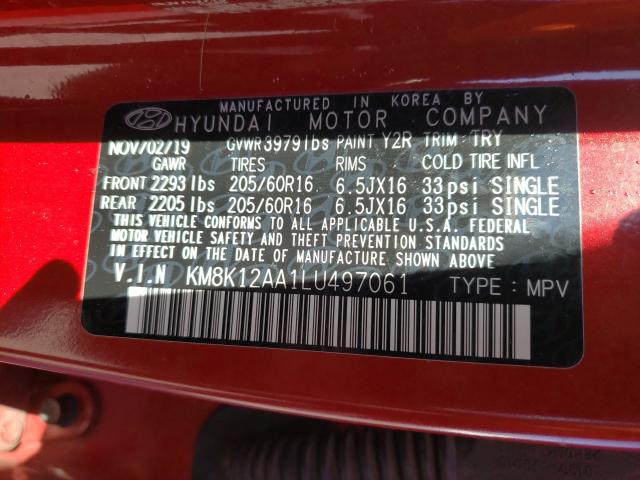 MANUFACTURED IN KOREA BY
HYUNDAI MOTOR COMPANY
NOV/02/19 GVWR 3979lbs PAINT Y2R TRIM TRY
GAWR TIRES RIMS COLD TIRE INFL
FRONT 2293 lbs 205/60R16 6.5JX16 33 psi SINGLE
REAR 2205 lbs 205/60R16 6.5JX16 33 psi SINGLE
THIS VEHICLE CONFORMS TO ALL APPLICABLE U.S.A. FEDERAL
MOTOR VEHICLE SAFETY AND THEFT PREVENTION STANDARDS
IN EFFECT ON THE DATE OF MANUFACTURE SHOWN ABOVE.
V.I.N KM8K12AA1LU497061 TYPE : MPV